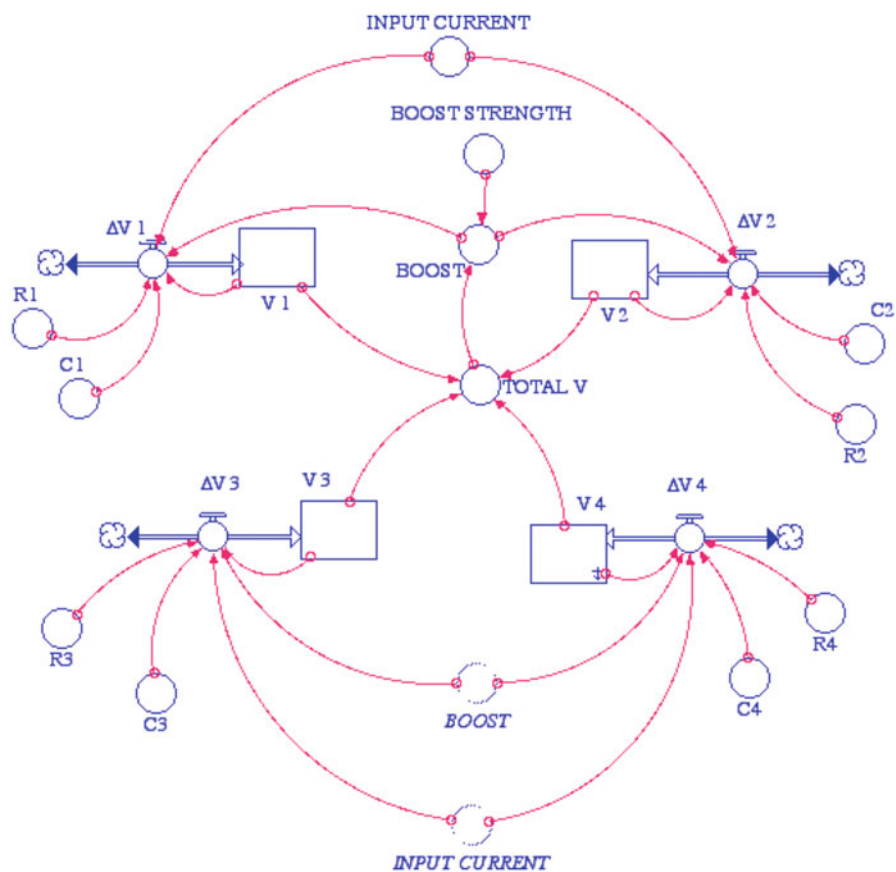 INPUT CURRENT
BOOST STRENGTH
ΔV 1
ΔV 2
BOOST
V 1
V 2
R1
C2
C1
TOTAL V
R2
V 3
ΔV 3
V 4
ΔV 4
R3
R4
C3
C4
BOOST
INPUT CURRENT